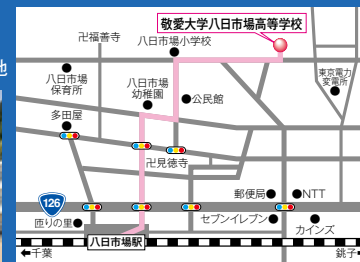 敬愛大学八日市場高等学校
卍福善寺
八日市場小学校
地
八日市場
保育所
八日市場
幼稚園
公民館
東京電力
変電所
多田屋
卍見徳寺
126
郵便局
NTT
匝りの里
セブンイレブン
カインズ
八日市場駅
←千葉
銚子